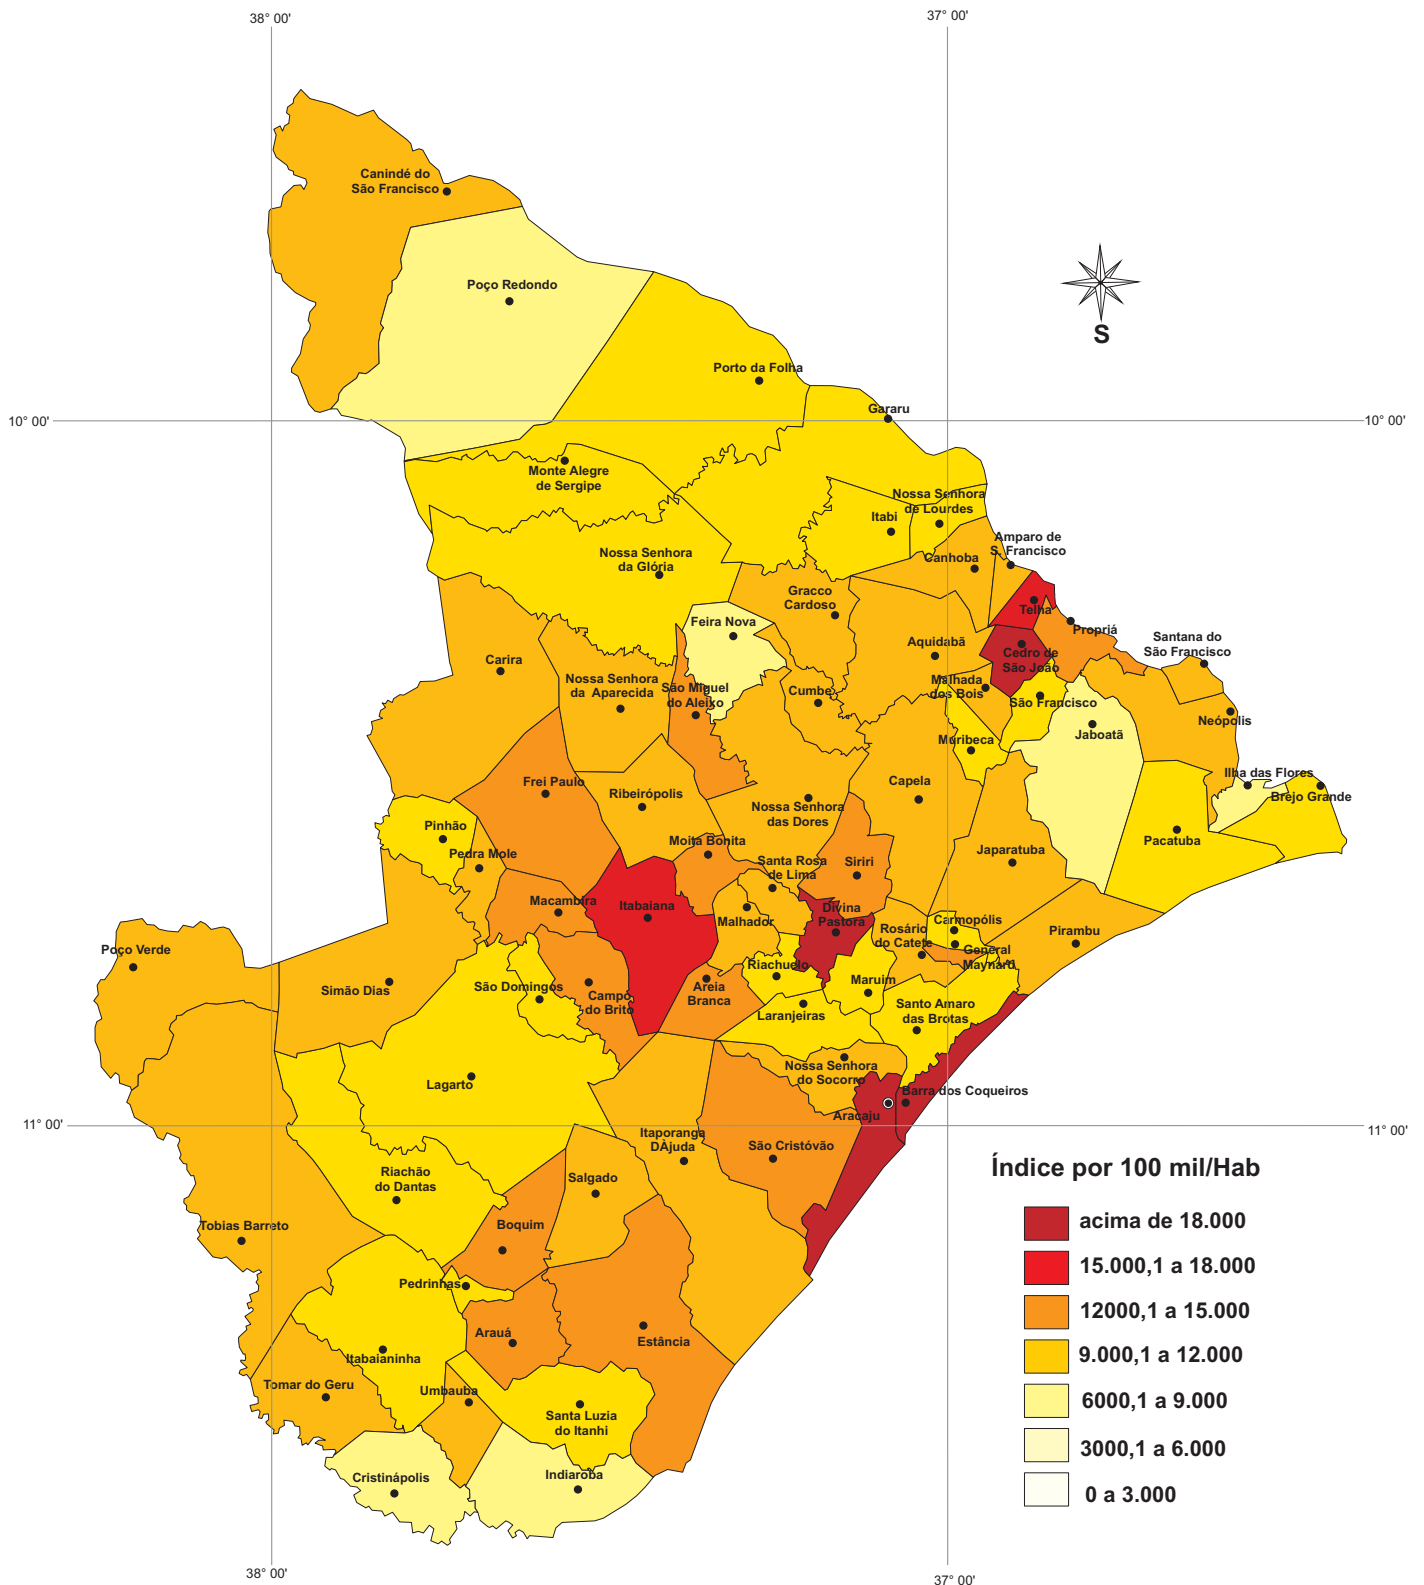 38° 00'
37° 00'
Canindé do
São Francisco
Poço Redondo
S
Porto da Folha
Gararu
10° 00'
10° 00'
Monte Alegre
de Sergipe
Nossa Senhora
de Lourdes
Itabi
Amparo de
S. Francisco
Nossa Senhora
da Glória
Canhoba
Gracco
Cardoso
Telha
Feira Nova
Propriá
Santana do
São Francisco
Aquidabã
Cedro de
São João
Carira
Nossa Senhora
da Aparecida
São Miguel
do Aleixo
Cumbe
Malhada
dos Bois
São Francisco
Neópolis
Jaboatã
Muribeca
Ilha das Flores
Brejo Grande
Frei Paulo
Ribeirópolis
Capela
Nossa Senhora
das Dores
Pinhão
Pedra Mole
Moita Bonita
Pacatuba
Santa Rosa
de Lima
Siriri
Japaratuba
Macambira
Itabaiana
Malhador
Divina
Pastora
Carmopólis
Rosário
do Catete
General
Maynard
Pirambu
Poço Verde
Simão Dias
São Domingos
Campo
do Brito
Areia
Branca
Riachuelo
Maruim
Laranjeiras
Santo Amaro
das Brotas
Lagarto
Nossa Senhora
do Socorro
Barra dos Coqueiros
Aracaju
11° 00'
11° 00'
Itaporanga
DÀjuda
São Cristóvão
Riachão
do Dantas
Salgado
Tobias Barreto
Boquim
Pedrinhas
Arauá
Estância
Itabaianinha
Tomar do Geru
Umbauba
Santa Luzia
do Itanhi
Cristinápolis
Indiaroba
Índice por 100 mil/Hab
acima de 18.000
15.000,1 a 18.000
12000,1 a 15.000
9.000,1 a 12.000
6000,1 a 9.000
3000,1 a 6.000
0 a 3.000
38° 00'
37° 00'